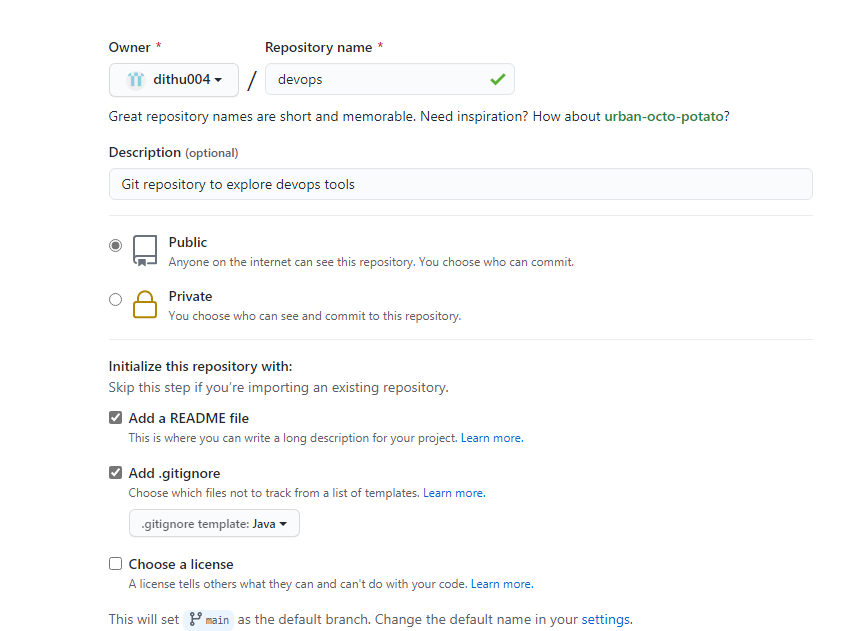 Owner * Repository name *
dithu004 / devops
Great repository names are short and memorable. Need inspiration? How about urban-octo-potato?
Description (optional)
Git repository to explore devops tools
Public
Anyone on the internet can see this repository. You choose who can commit.
Private
You choose who can see and commit to this repository.
Initialize this repository with:
Skip this step if you're importing an existing repository.
Add a README file
This is where you can write a long description for your project. Learn more.
Add .gitignore
Choose which files not to track from a list of templates. Learn more.
.gitignore template: Java
Choose a license
A license tells others what they can and can't do with your code. Learn more.
This will set main as the default branch. Change the default name in your settings.